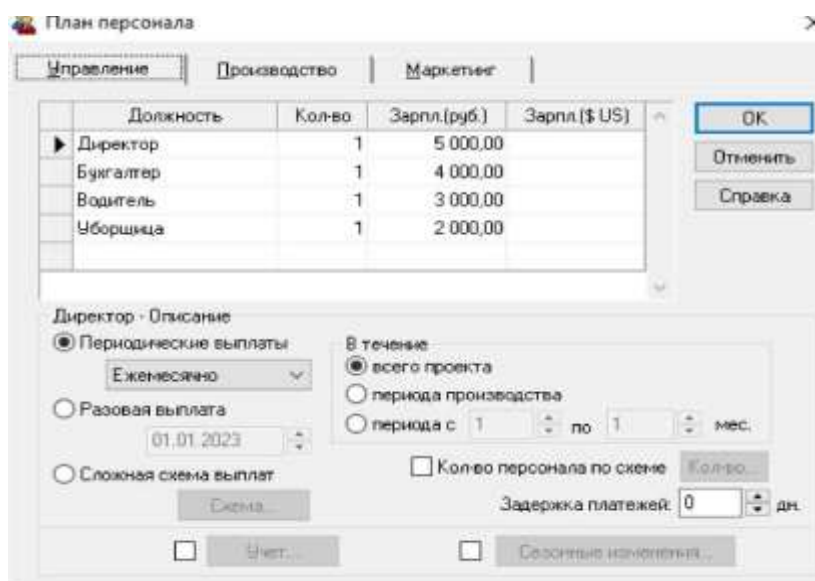 План персонала
Управление Производство Маркетинг
Должность Кол-во Зарпл.(руб.) Зарпл.($ US)
Директор 1 5 000,00
Бухгалтер 1 4 000,00
Водитель 1 3 000,00
Уборщица 1 2 000,00
OK
Отменить
Справка
Директор - Описание
Периодические выплаты
Ежемесячно
Разовая выплата
01.01.2023
Сложная схема выплат
Схема...
В течение
всего проекта
периода производства
периода с 1 по 1 мес.
Кол-во персонала по схеме Кол-во...
Задержка платежей: 0 дн.
Учет... Сезонные изменения...